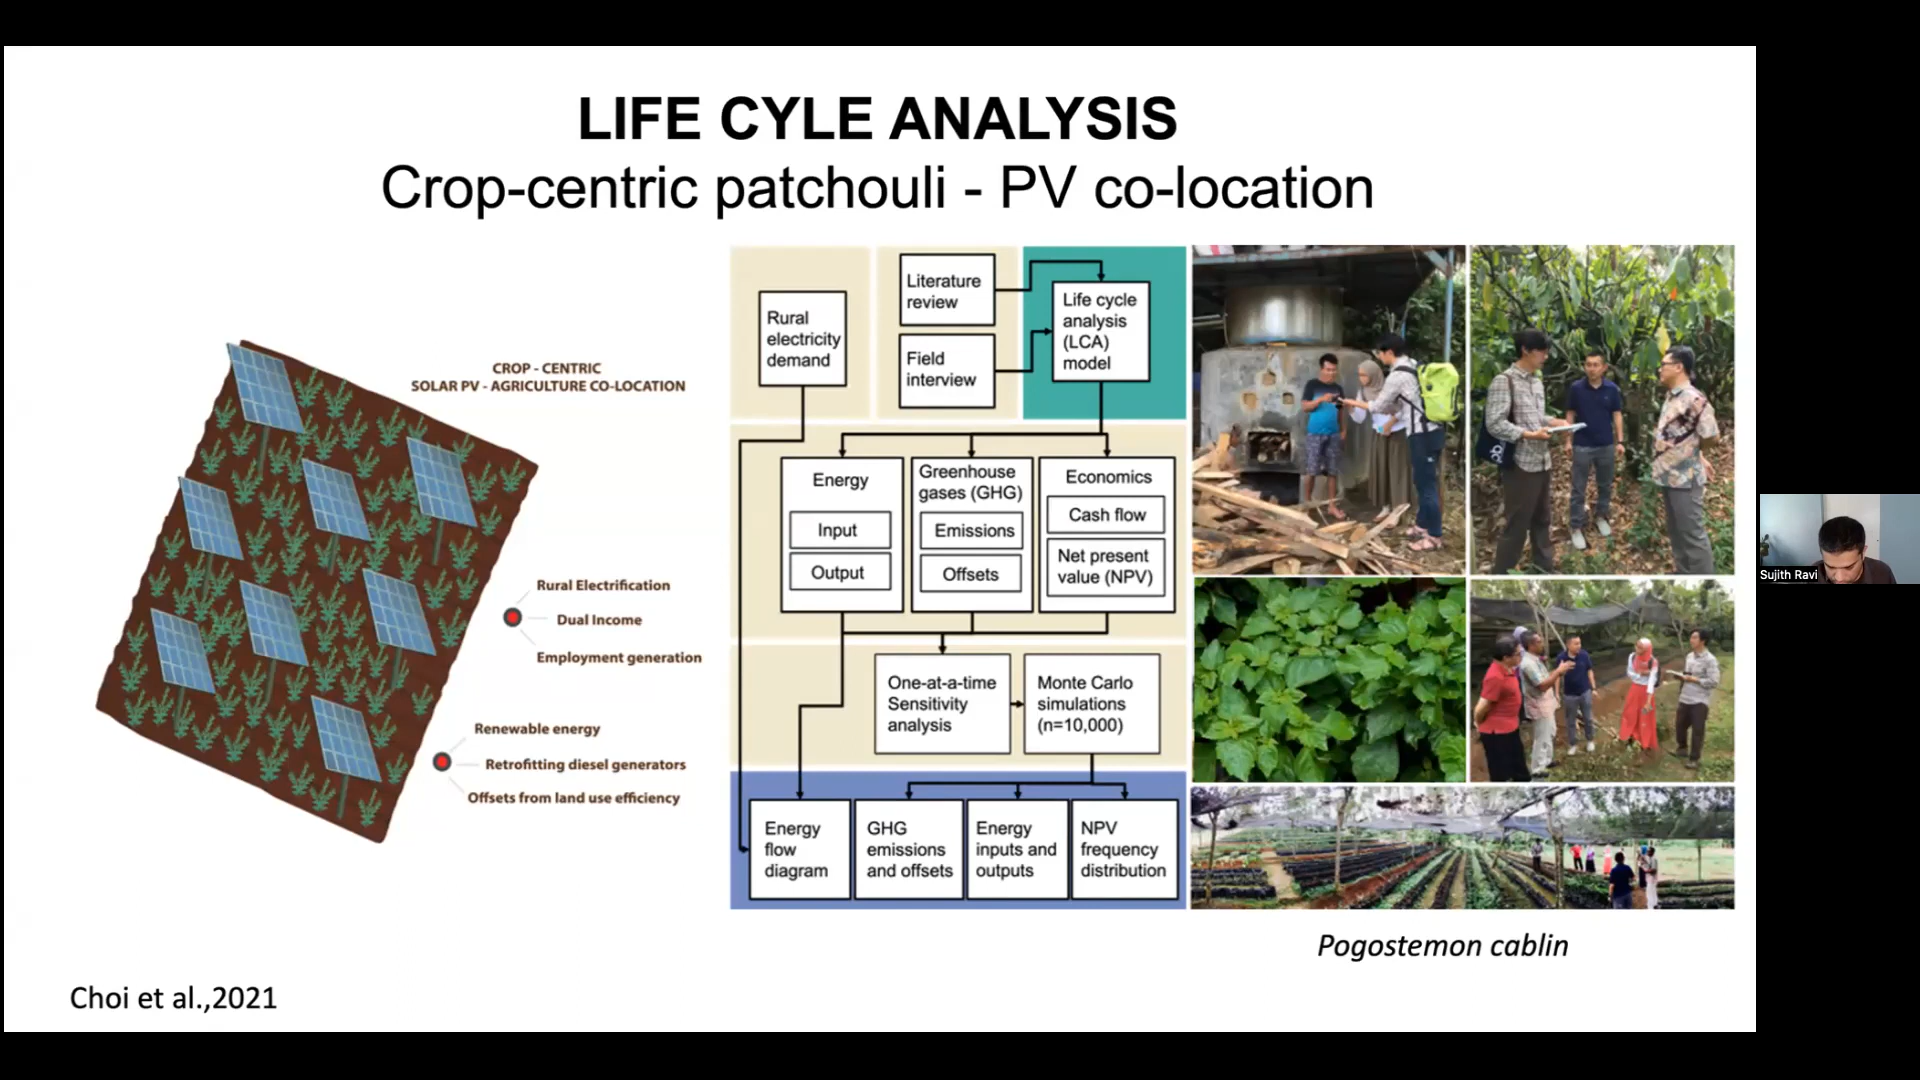 LIFE CYLE ANALYSIS
Crop-centric patchouli - PV co-location
CROP - CENTRIC
SOLAR PV - AGRICULTURE CO-LOCATION
Rural Electrification
Dual Income
Employment generation
Renewable energy
Retrofitting diesel generators
Offsets from land use efficiency
Rural
electricity
demand
Literature
review
Field
interview
Life cycle
analysis
(LCA)
model
Energy
Input
Output
Greenhouse
gases (GHG)
Emissions
Offsets
Economics
Cash flow
Net present
value (NPV)
One-at-a-time
Sensitivity
analysis
Monte Carlo
simulations
(n=10,000)
Energy
flow
diagram
GHG
emissions
and offsets
Energy
inputs and
outputs
NPV
frequency
distribution
Pogostemon cablin
Choi et al.,2021
Sujith Ravi